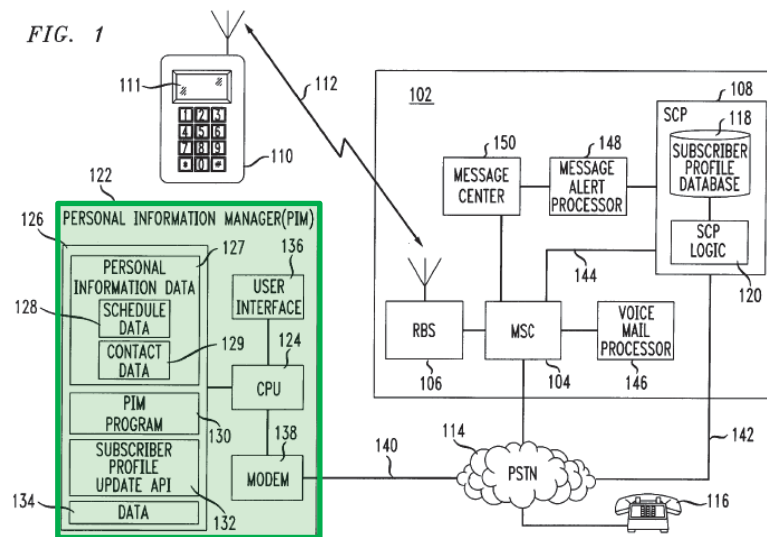 FIG. 1
111
1 2 3
4 5 6
7 8 9
* 0 #
110
112
102
108
SCP
118
SUBSCRIBER
PROFILE
DATABASE
SCP
LOGIC
120
150
MESSAGE
CENTER
148
MESSAGE
ALERT
PROCESSOR
144
RBS
106
MSC
104
VOICE
MAIL
PROCESSOR
146
122
PERSONAL INFORMATION MANAGER(PIM)
126
127
PERSONAL
INFORMATION DATA
128
SCHEDULE
DATA
129
CONTACT
DATA
136
USER
INTERFACE
124
CPU
PIM
PROGRAM
130
138
MODEM
SUBSCRIBER
PROFILE
UPDATE API
132
134
DATA
140
114
PSTN
142
116